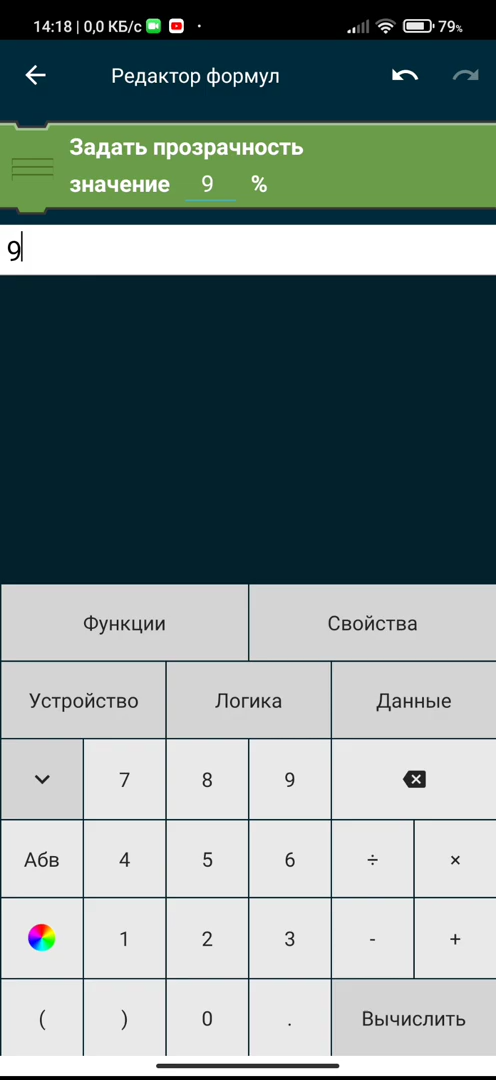 14:18 | 0,0 КБ/с · 79%
Редактор формул
Задать прозрачность
значение 9 %
9
Функции Свойства
Устройство Логика Данные
7 8 9
Абв 4 5 6 ÷ ×
1 2 3 - +
( ) 0 . Вычислить